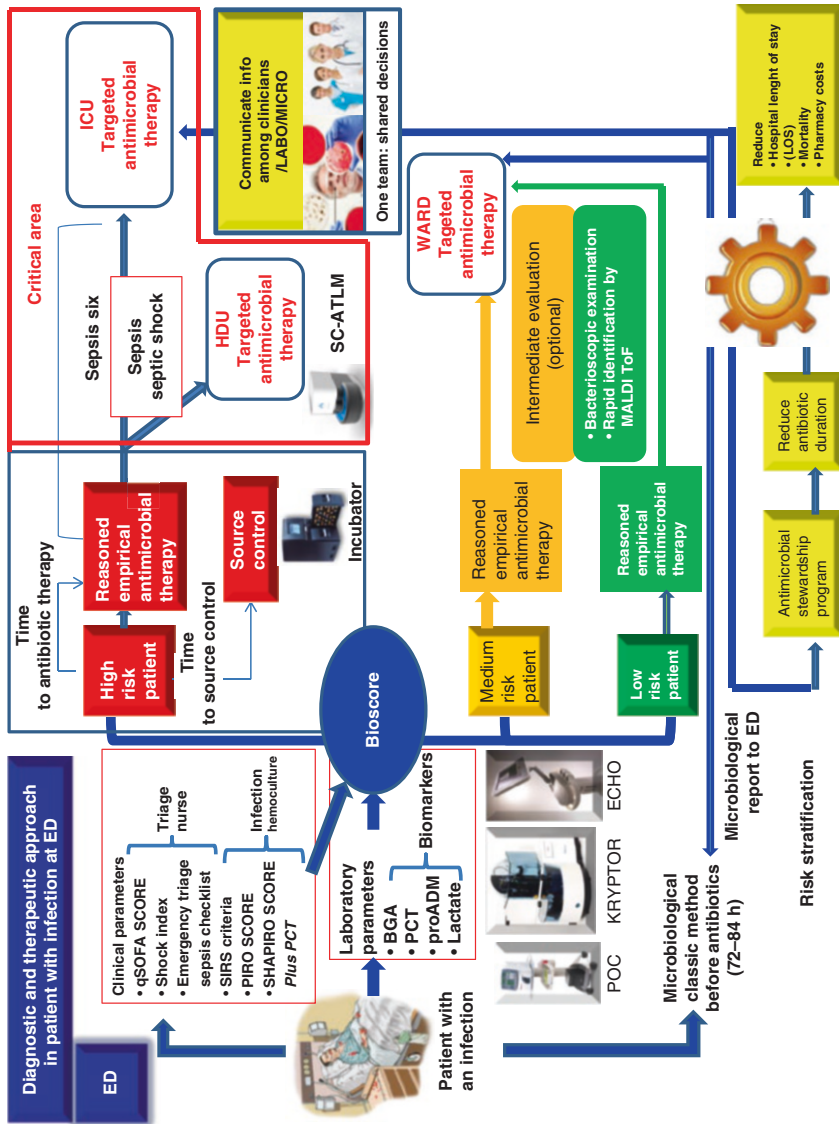 Diagnostic and therapeutic approach
in patient with infection at ED
ED
Patient with
an infection
Clinical parameters
• qSOFA SCORE
• Shock index
• Emergency triage
sepsis checklist
• SIRS criteria
• PIRO SCORE
• SHAPIRO SCORE
Plus PCT
Triage
nurse
Infection
hemoculture
Laboratory
parameters
• BGA
• PCT
• proADM
• Lactate
Biomarkers
POC
KRYPTOR
ECHO
Microbiological
classic method
before antibiotics
(72–84 h)
Bioscore
Time
to antibiotic therapy
High
risk
patient
Time
to source control
Reasoned
empirical
antimicrobial
therapy
Source
control
Incubator
Critical area
Sepsis six
Sepsis
septic shock
ICU
Targeted
antimicrobial
therapy
HDU
Targeted
antimicrobial
therapy
SC-ATLM
Communicate info
among clinicians
/LABO/MICRO
One team: shared decisions
Medium
risk
patient
Reasoned
empirical
antimicrobial
therapy
WARD
Tageted
antimicrobial
therapy
Intermediate evaluation
(optional)
• Bacterioscopic examination
• Rapid identification by
MALDI ToF
Low
risk
patient
Reasoned
empirical
antimicrobial
therapy
Microbiological
report to ED
Risk stratification
Antimicrobial
stewardship
program
Reduce
antibiotic
duration
Reduce
• Hospital lenght of stay
• (LOS)
• Mortality
• Pharmacy costs